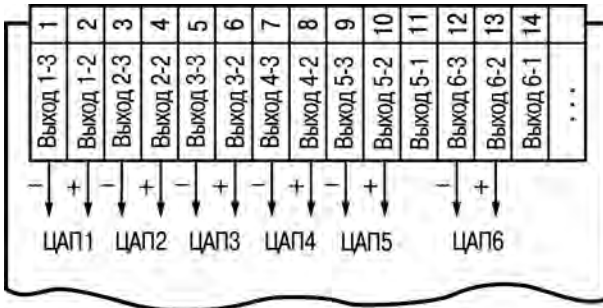 1 2 3 4 5 6 7 8 9 10 11 12 13 14
Выход 1-3 Выход 1-2 Выход 2-3 Выход 2-2 Выход 3-3 Выход 3-2 Выход 4-3 Выход 4-2 Выход 5-3 Выход 5-2 Выход 5-1 Выход 6-3 Выход 6-2 Выход 6-1 ...
– + – + – + – + – + – +
ЦАП1 ЦАП2 ЦАП3 ЦАП4 ЦАП5 ЦАП6